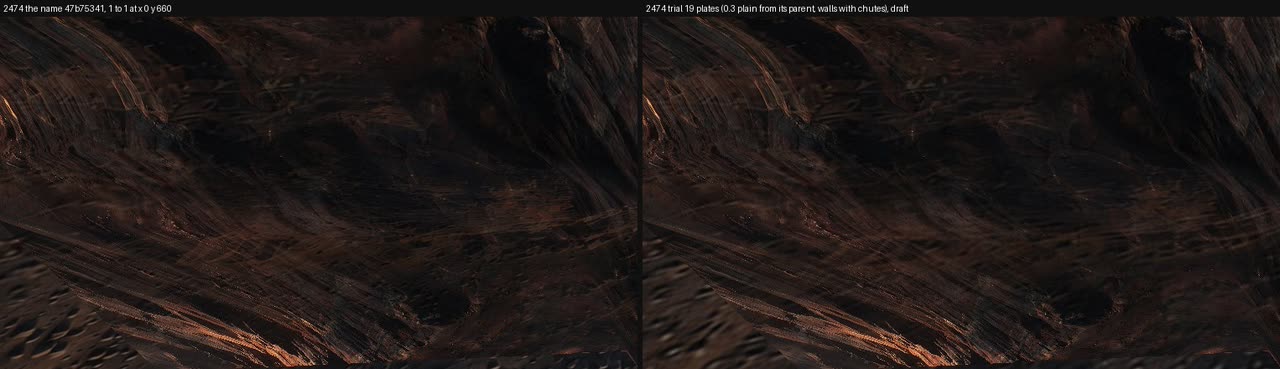 2474 the name 47b75341, 1 to 1 at x 0 y 660
2474 trial 19 plates (0.3 plain from its parent, walls with chutes), draft